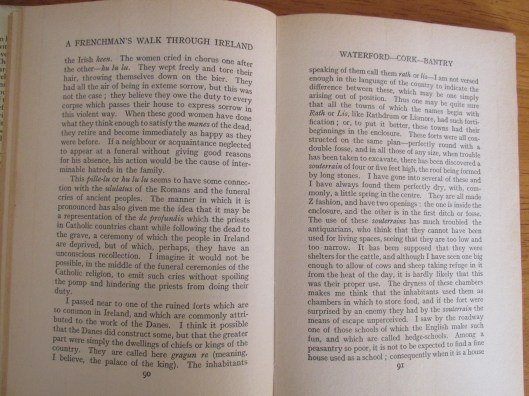 A FRENCHMAN'S WALK THROUGH IRELAND
the Irish keen. The women cried in chorus one after
the other—hu lu lu. They wept freely and tore their
hair, throwing themselves down on the bier. They
had all the air of being in extreme sorrow, but this was
not the case; they believe they owe the duty to every
corpse which passes their house to express sorrow in
this violent way. When these good women have done
what they think enough to satisfy the manes of the dead,
they retire and become immediately as happy as they
were before. If a neighbour or acquaintance neglected
to appear at a funeral without giving good reasons
for his absence, his action would be the cause of inter-
minable hatreds in the family.
This pille-lu or hu lu lu seems to have some connec-
tion with the ululatus of the Romans and the funeral
cries of ancient peoples. The manner in which it is
pronounced has also given me the idea that it may be
a representation of the de profundis which the priests
in Catholic countries chant while following the dead to
the grave, a ceremony of which the people in Ireland
are deprived, but of which, perhaps, they have an
unconscious recollection. I imagine it would not be
possible, in the middle of the funeral ceremonies of the
Catholic religion, to emit such cries without spoiling
the pomp and hindering the priests from doing their
duty.
I passed near to one of the ruined forts which are
so common in Ireland, and which are commonly attri-
buted to the work of the Danes. I think it possible
that the Danes did construct some, but that the greater
part were simply the dwellings of chiefs or kings of the
country. They are called here gragun re (meaning,
I believe, the palace of the king). The inhabitants
90
WATERFORD—CORK—BANTRY
speaking of them call them rath or lis—I am not versed
enough in the language of the country to indicate the
difference between these, which may be one simply
arising out of position. Thus one may be quite sure
that all the towns of which the names begin with
Rath or Lis, like Rathdrum or Lismore, had such forti-
fication; or, to put it better, these towns had their
beginnings in the enclosure. These forts were all con-
structed on the same plan—perfectly round with a
double fosse, and in all those of any size, when trouble
has been taken to excavate, there has been discovered a
souterrain of four or five feet high, the roof being formed
by long stones. I have gone into several of these and
I have always found them perfectly dry, with, com-
monly, a little spring in the centre. They are all made
Z fashion, and have two openings: the one is inside the
enclosure, and the other is in the first ditch or fosse.
The use of these souterrains has much troubled the
antiquarians, who think that they cannot have been
used for living spaces, seeing that they are too low and
too narrow. It has been supposed that they were
shelters for the cattle, and although I have seen one big
enough to allow of cows and sheep taking refuge in it
from the heat of the day, it is hardly likely that this
was their proper use. The dryness of these chambers
makes me think that the inhabitants used them as
chambers in which to store food, and if the fort were
surprised by an enemy they had by the souterrain the
means of escape unperceived. I saw by the roadway
one of those schools of which the English make such
fun, and which are called hedge-schools. Among a
peasantry so poor, it is not to be expected to find a fine
house used as a school; consequently when it is a house
91